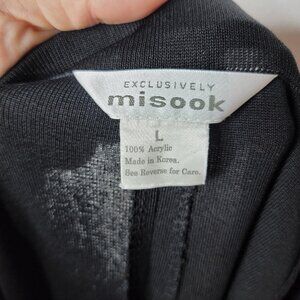 EXCLUSIVELY
misook
L
100% Acrylic
Made in Korea.
See Reverse for Care.